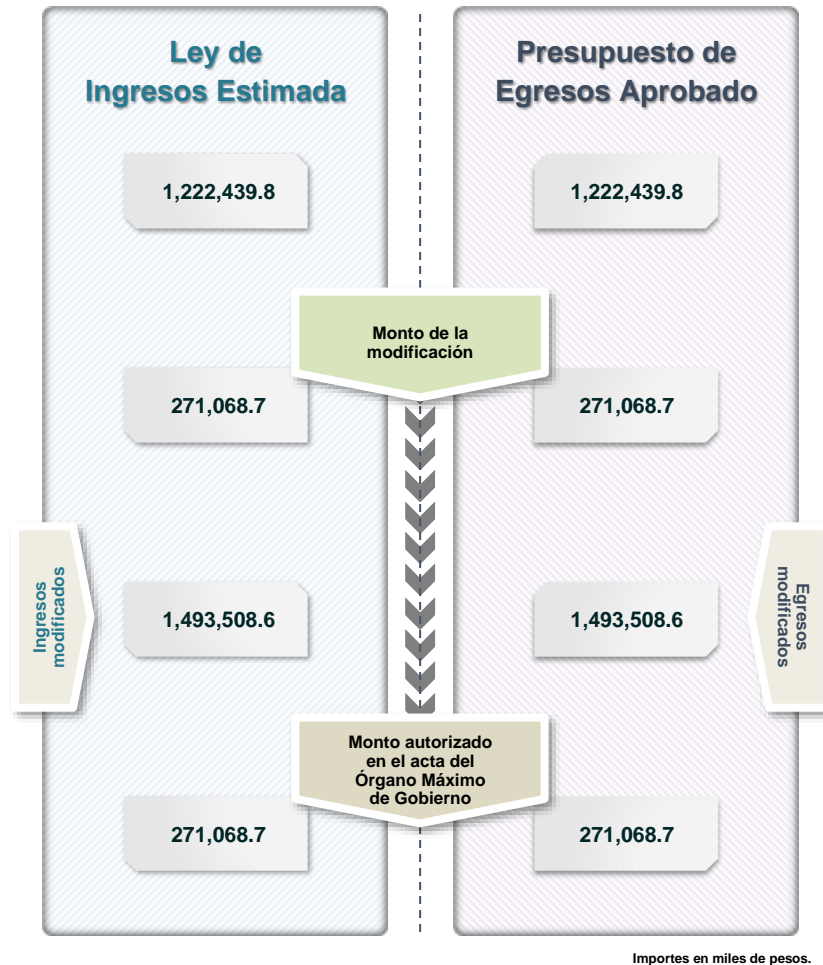 Ley de
Ingresos Estimada
Presupuesto de
Egresos Aprobado
1,222,439.8
1,222,439.8
Monto de la
modificación
271,068.7
271,068.7
Ingresos
modificados
1,493,508.6
1,493,508.6
Egresos
modificados
Monto autorizado
en el acta del
Órgano Máximo
de Gobierno
271,068.7
271,068.7
Importes en miles de pesos.